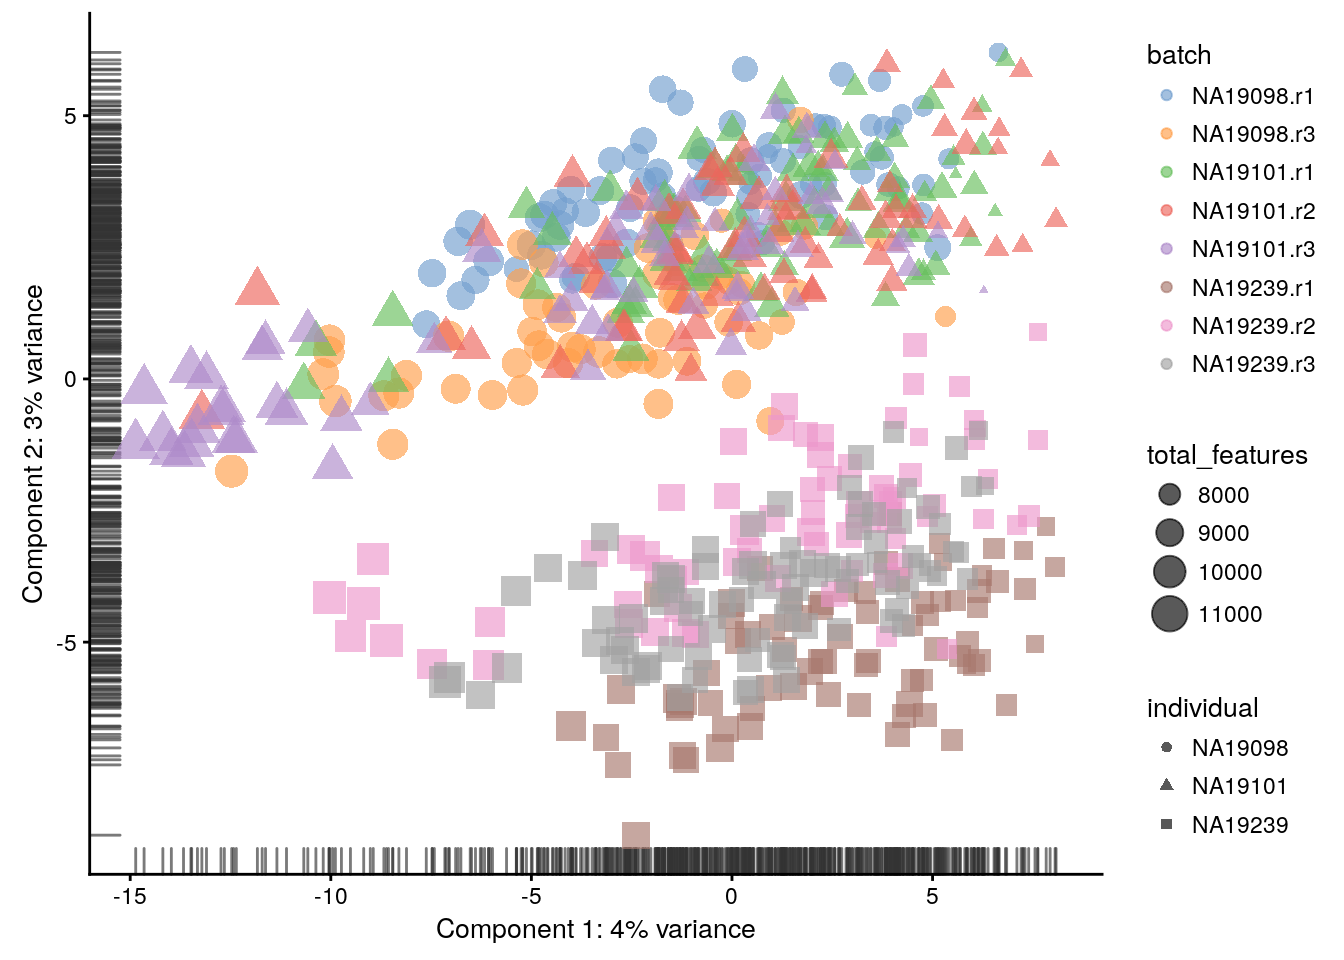 Component 2: 3% variance
5
0
-5
-15
-10
-5
0
5
Component 1: 4% variance
batch
NA19098.r1
NA19098.r3
NA19101.r1
NA19101.r2
NA19101.r3
NA19239.r1
NA19239.r2
NA19239.r3
total_features
8000
9000
10000
11000
individual
NA19098
NA19101
NA19239